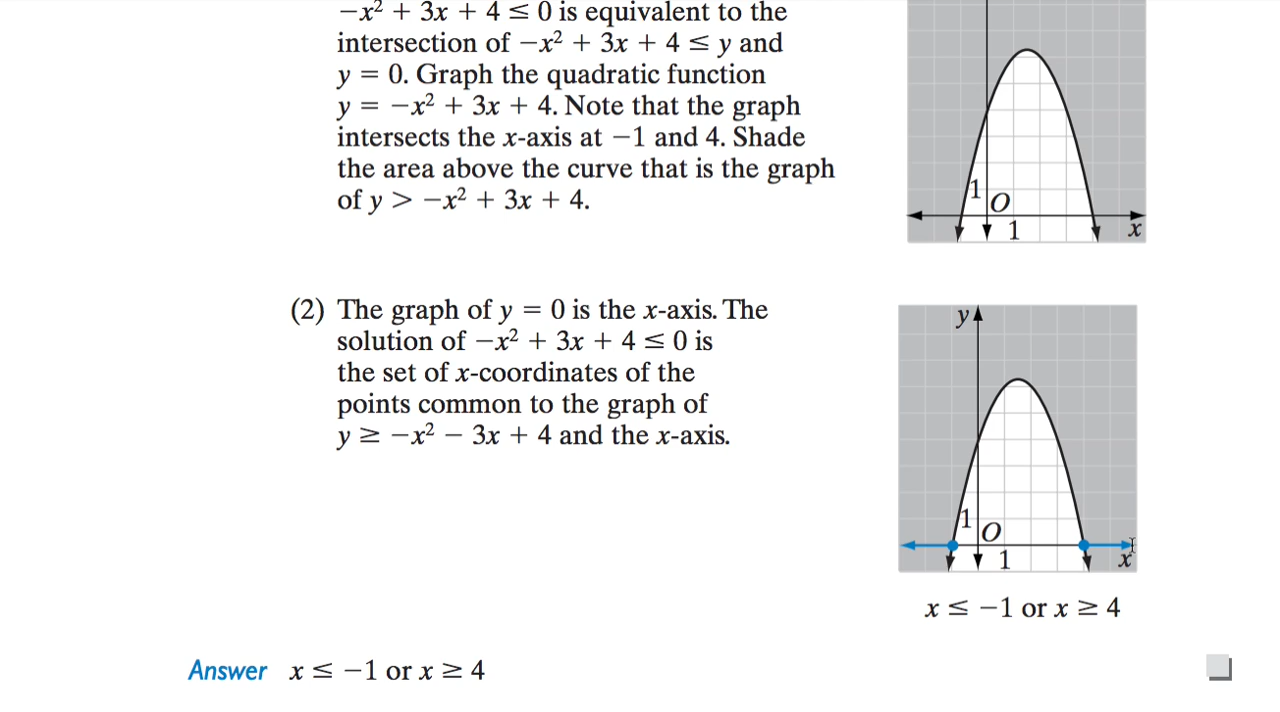 −x² + 3x + 4 ≤ 0 is equivalent to the
intersection of −x² + 3x + 4 ≤ y and
y = 0. Graph the quadratic function
y = −x² + 3x + 4. Note that the graph
intersects the x-axis at −1 and 4. Shade
the area above the curve that is the graph
of y > −x² + 3x + 4.
1
O
1
x
(2) The graph of y = 0 is the x-axis. The
solution of −x² + 3x + 4 ≤ 0 is
the set of x-coordinates of the
points common to the graph of
y ≥ −x² − 3x + 4 and the x-axis.
y
1
O
1
x
x ≤ −1 or x ≥ 4
Answer x ≤ −1 or x ≥ 4